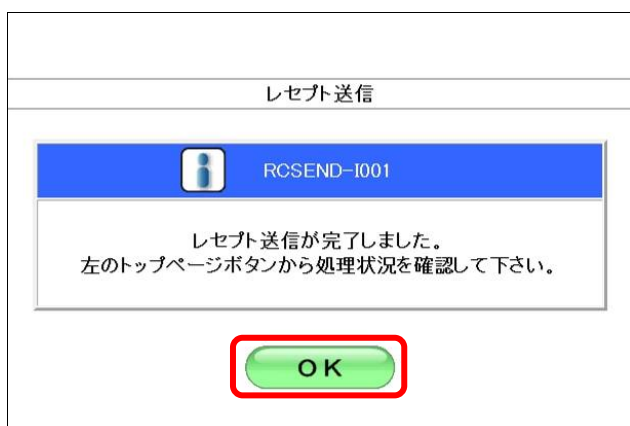 レセプト送信
RCSEND-I001
レセプト送信が完了しました。
左のトップページボタンから処理状況を確認して下さい。
OK